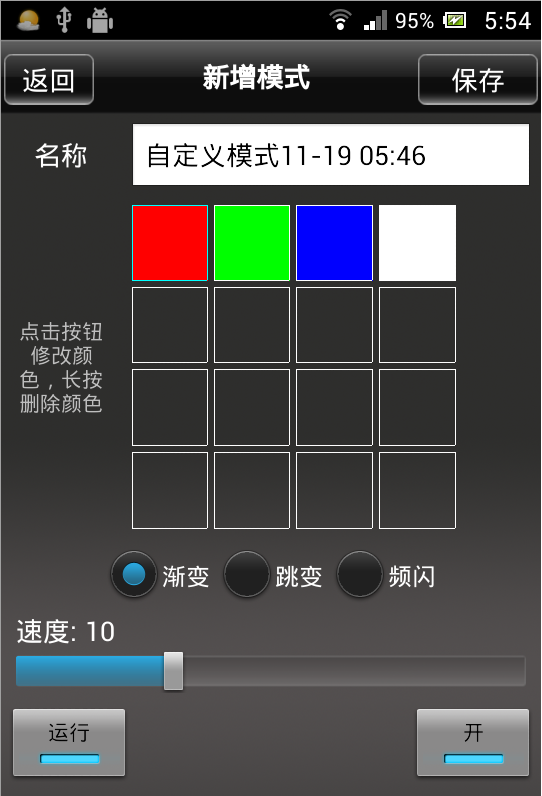 95% 5:54
返回 新增模式 保存
名称 自定义模式11-19 05:46
点击按钮
修改颜
色，长按
删除颜色
渐变 跳变 频闪
速度: 10
运行 开